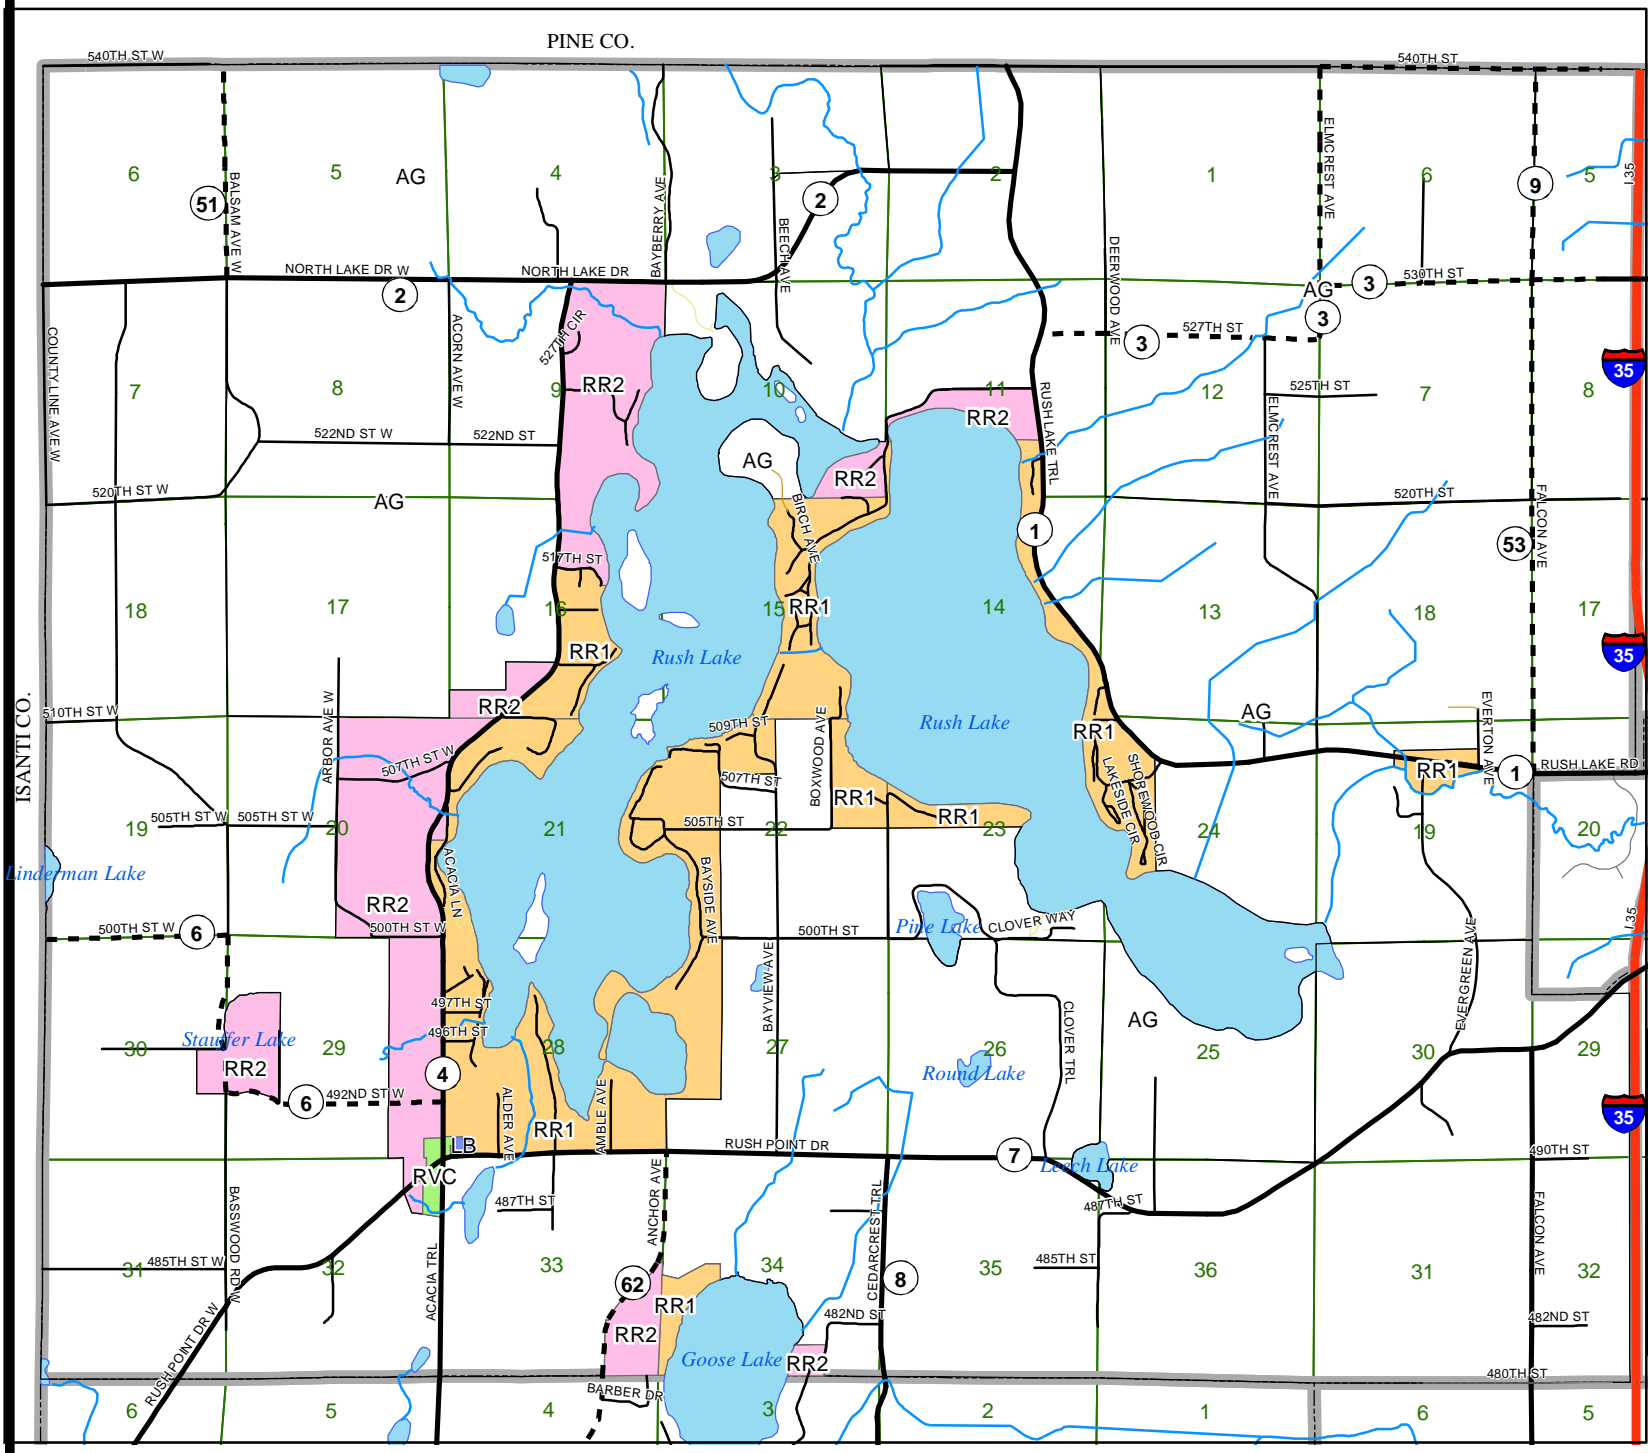 PINE CO.
540TH ST W
540TH ST
6
5
AG
4
3
2
1
6
5
I 35
51
BALSAM AVE W
BAYBERRY AVE
BEECH AVE
2
ELMCREST AVE
9
NORTH LAKE DR W
NORTH LAKE DR
2
DEERWOOD AVE
AG
3
530TH ST
3
527TH ST
3
COUNTY LINE AVE W
ACORN AVE W
527TH CIR
35
7
8
9
RR2
10
11
RR2
RUSH LAKE TRL
12
525TH ST
ELMCREST AVE
7
8
522ND ST W
522ND ST
AG
RR2
520TH ST W
AG
BIRCH AVE
520TH ST
FALCON AVE
1
53
517TH ST
18
17
16
15
RR1
14
13
18
17
RR1
Rush Lake
35
ISANTI CO.
510TH ST W
ARBOR AVE W
RR2
509TH ST
BOXWOOD AVE
Rush Lake
RR1
AG
EVERTON AVE
507TH ST W
507TH ST
SHOREWOOD CIR
LAKESIDE CIR
RR1
1
RUSH LAKE RD
RR1
RR1
505TH ST W
505TH ST W
505TH ST
19
20
21
22
23
24
19
20
Linderman Lake
ACACIA LN
BAYSIDE AVE
RR2
500TH ST W
6
500TH ST W
500TH ST
Pine Lake
CLOVER WAY
EVERGREEN AVE
I 35
BAYVIEW AVE
497TH ST
496TH ST
CLOVER TRL
AG
Stauffer Lake
30
29
28
27
26
25
30
29
RR2
Round Lake
4
6
492ND ST W
ALDER AVE
RR1
AMBLE AVE
35
LB
RUSH POINT DR
7
Leech Lake
490TH ST
RVC
487TH ST
487TH ST
BASSWOOD RD W
ACACIA TRL
ANCHOR AVE
CEDARCREST TRL
FALCON AVE
485TH ST W
485TH ST
31
32
33
34
35
36
31
32
62
8
RR1
RR2
482ND ST
482ND ST
RUSH POINT DR W
Goose Lake
RR2
480TH ST
BARBER DR
6
5
4
3
2
1
6
5